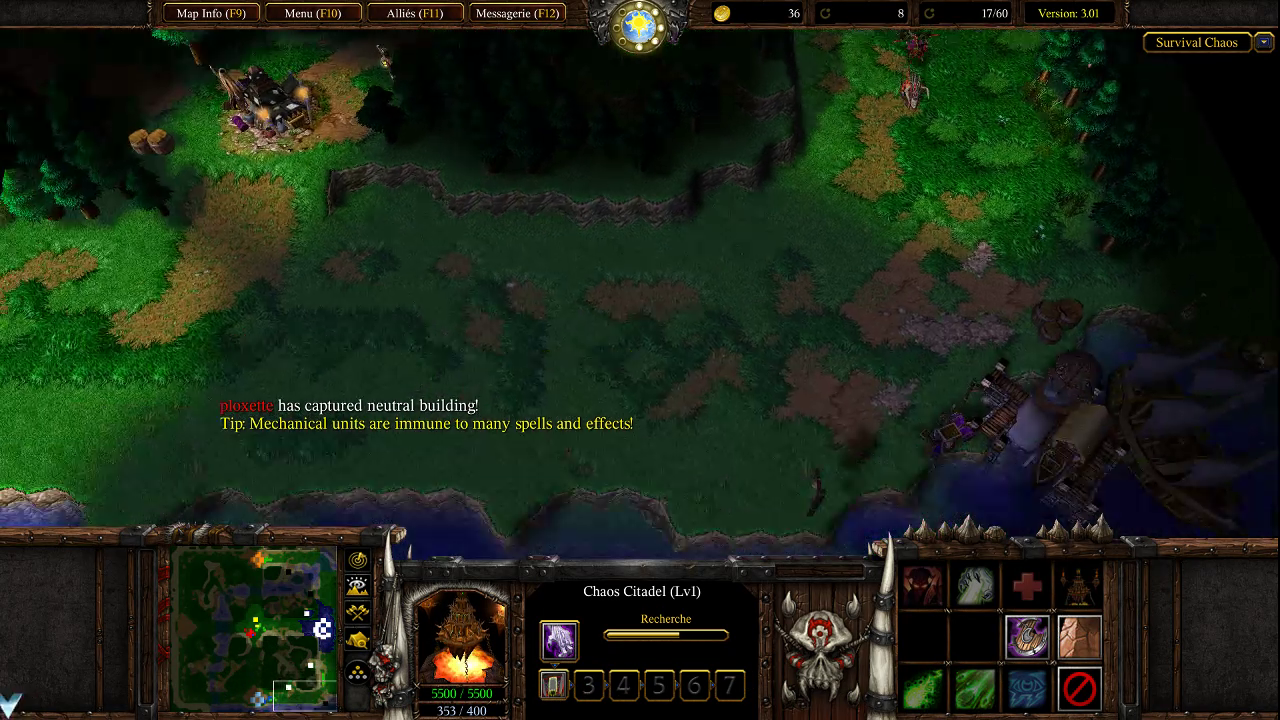 Map Info (F9) Menu (F10) Alliés (F11) Messagerie (F12) 36 8 17/60 Version: 3.01
Survival Chaos
ploxette has captured neutral building!
Tip: Mechanical units are immune to many spells and effects!
Chaos Citadel (Lv1)
Recherche
3 4 5 6 7
5500 / 5500
353 / 400